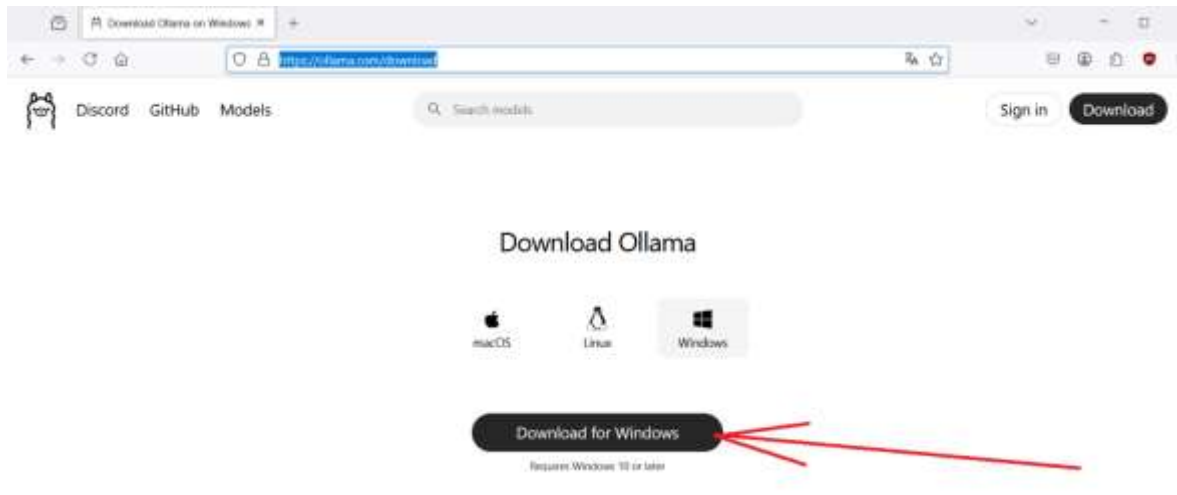 Download Ollama on Windows
https://ollama.com/download
Discord GitHub Models Search models Sign in Download
Download Ollama
macOS Linux Windows
Download for Windows
Requires Windows 10 or later